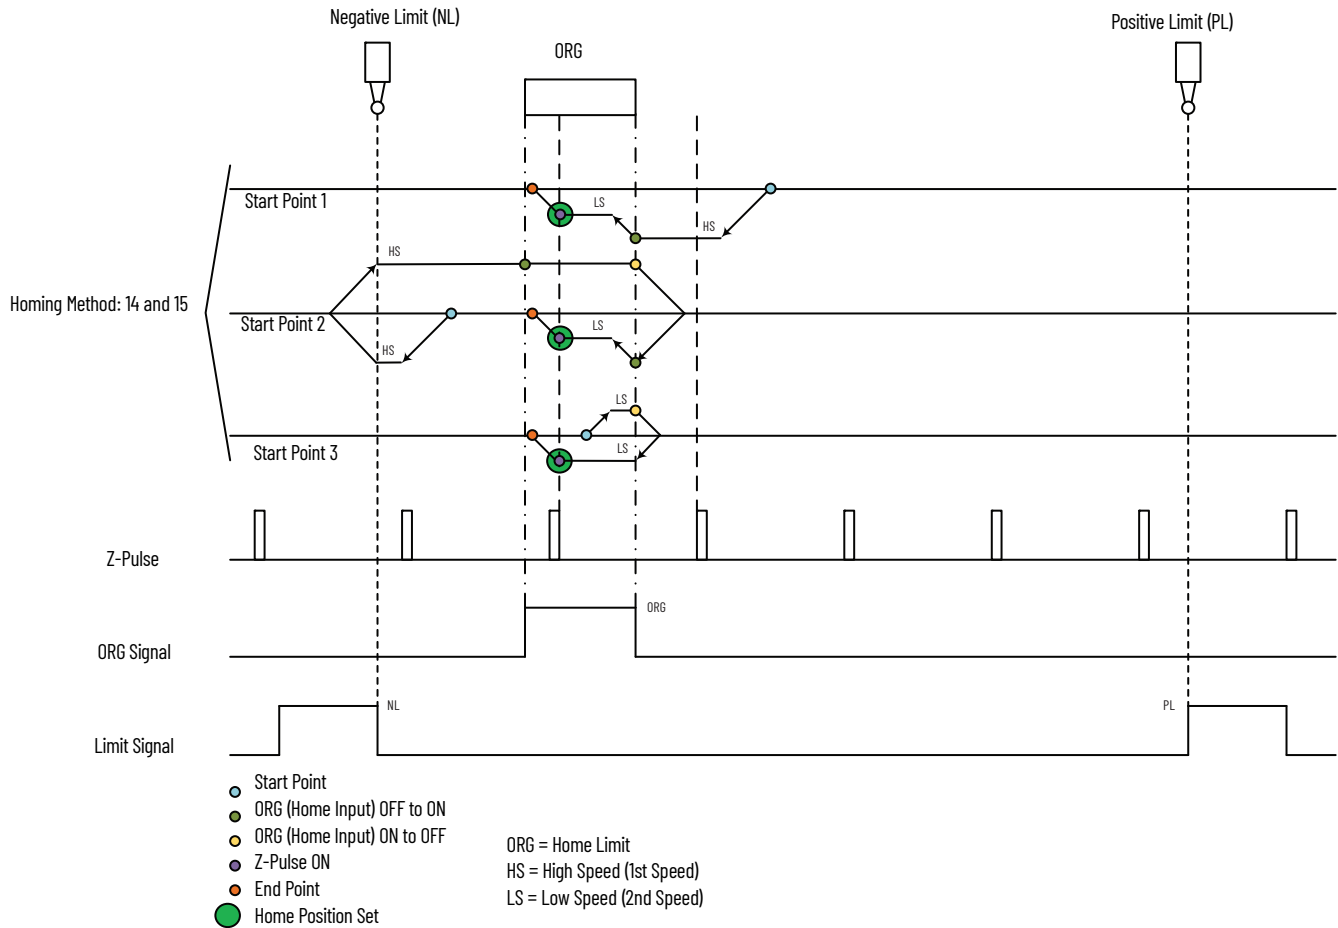 Negative Limit (NL)
Positive Limit (PL)
ORG
Start Point 1
LS
HS
HS
Homing Method: 14 and 15
Start Point 2
LS
HS
LS
Start Point 3
LS
Z-Pulse
ORG
ORG Signal
NL
PL
Limit Signal
Start Point
ORG (Home Input) OFF to ON
ORG (Home Input) ON to OFF
Z-Pulse ON
End Point
Home Position Set
ORG = Home Limit
HS = High Speed (1st Speed)
LS = Low Speed (2nd Speed)